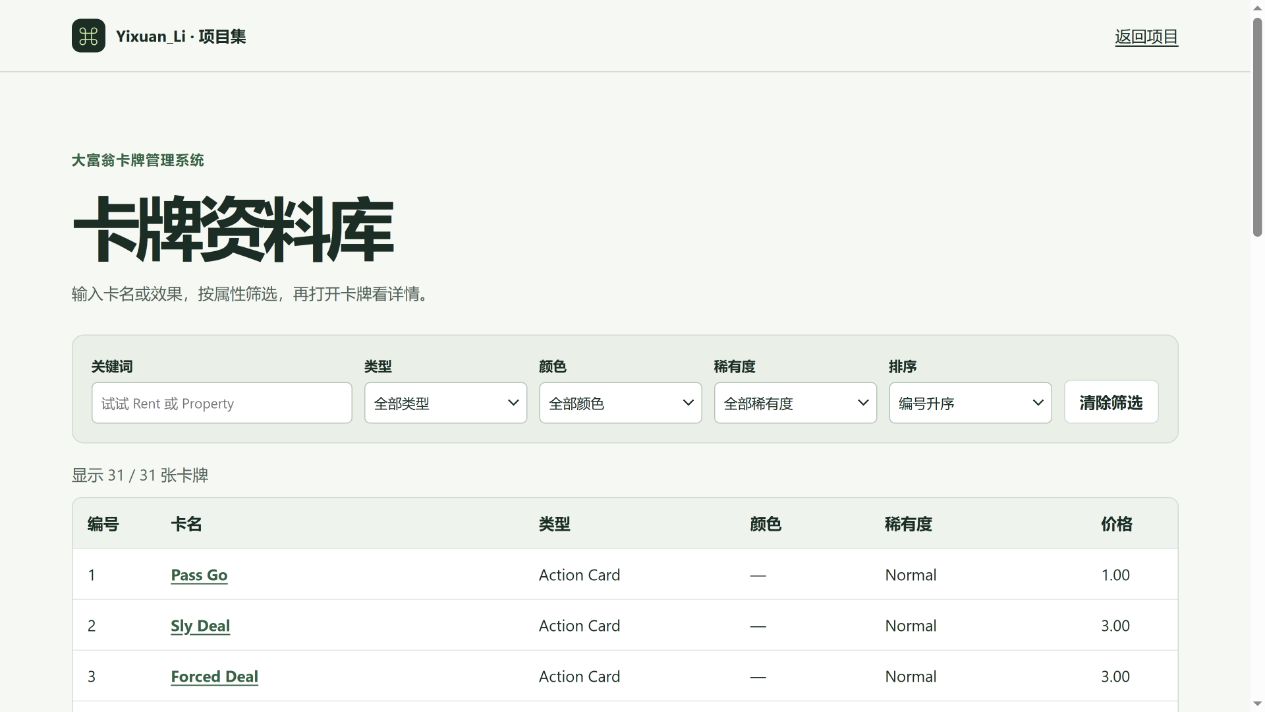 Yixuan_Li · 项目集
返回项目
大富翁卡牌管理系统
卡牌资料库
输入卡名或效果，按属性筛选，再打开卡牌看详情。
关键词 类型 颜色 稀有度 排序
试试 Rent 或 Property 全部类型 全部颜色 全部稀有度 编号升序 清除筛选
显示 31 / 31 张卡牌
编号 卡名 类型 颜色 稀有度 价格
1 Pass Go Action Card — Normal 1.00
2 Sly Deal Action Card — Normal 3.00
3 Forced Deal Action Card — Normal 3.00